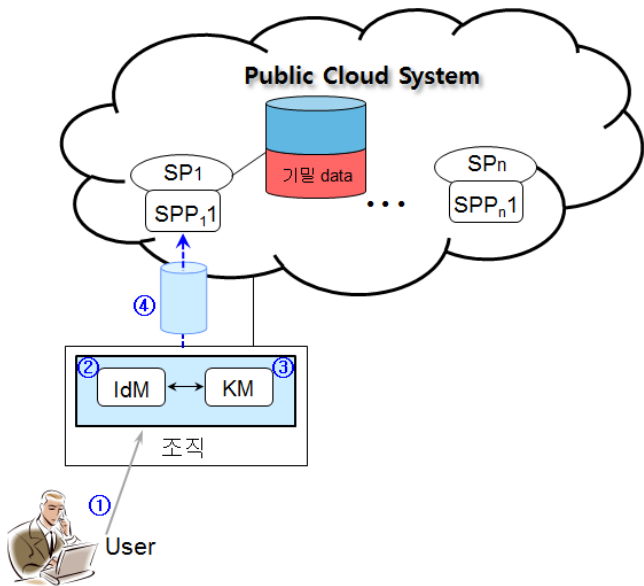 Public Cloud System
기밀 data
SP1
SPP₁1
...
SPn
SPPn1
④
② ③
IdM KM
조직
①
User